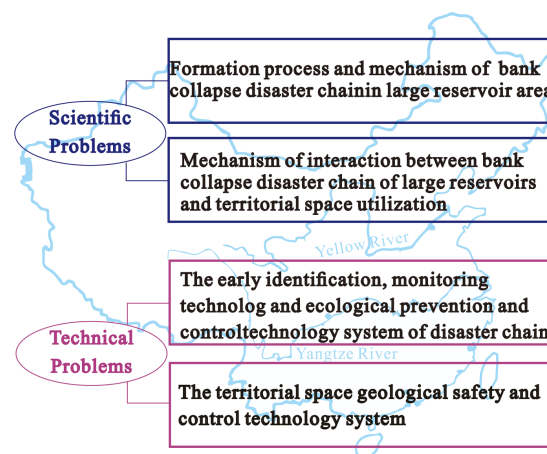 Formation process and mechanism of bank
collapse disaster chainin large reservoir area
Scientific
Problems
Mechanism of interaction between bank
collapse disaster chain of large reservoirs
and territorial space utilization
Yellow River
The early identification, monitoring
technolog and ecological prevention and
controltechnology system of disaster chain
Technical
Problems
Yangtze River
The territorial space geological safety and
control technology system